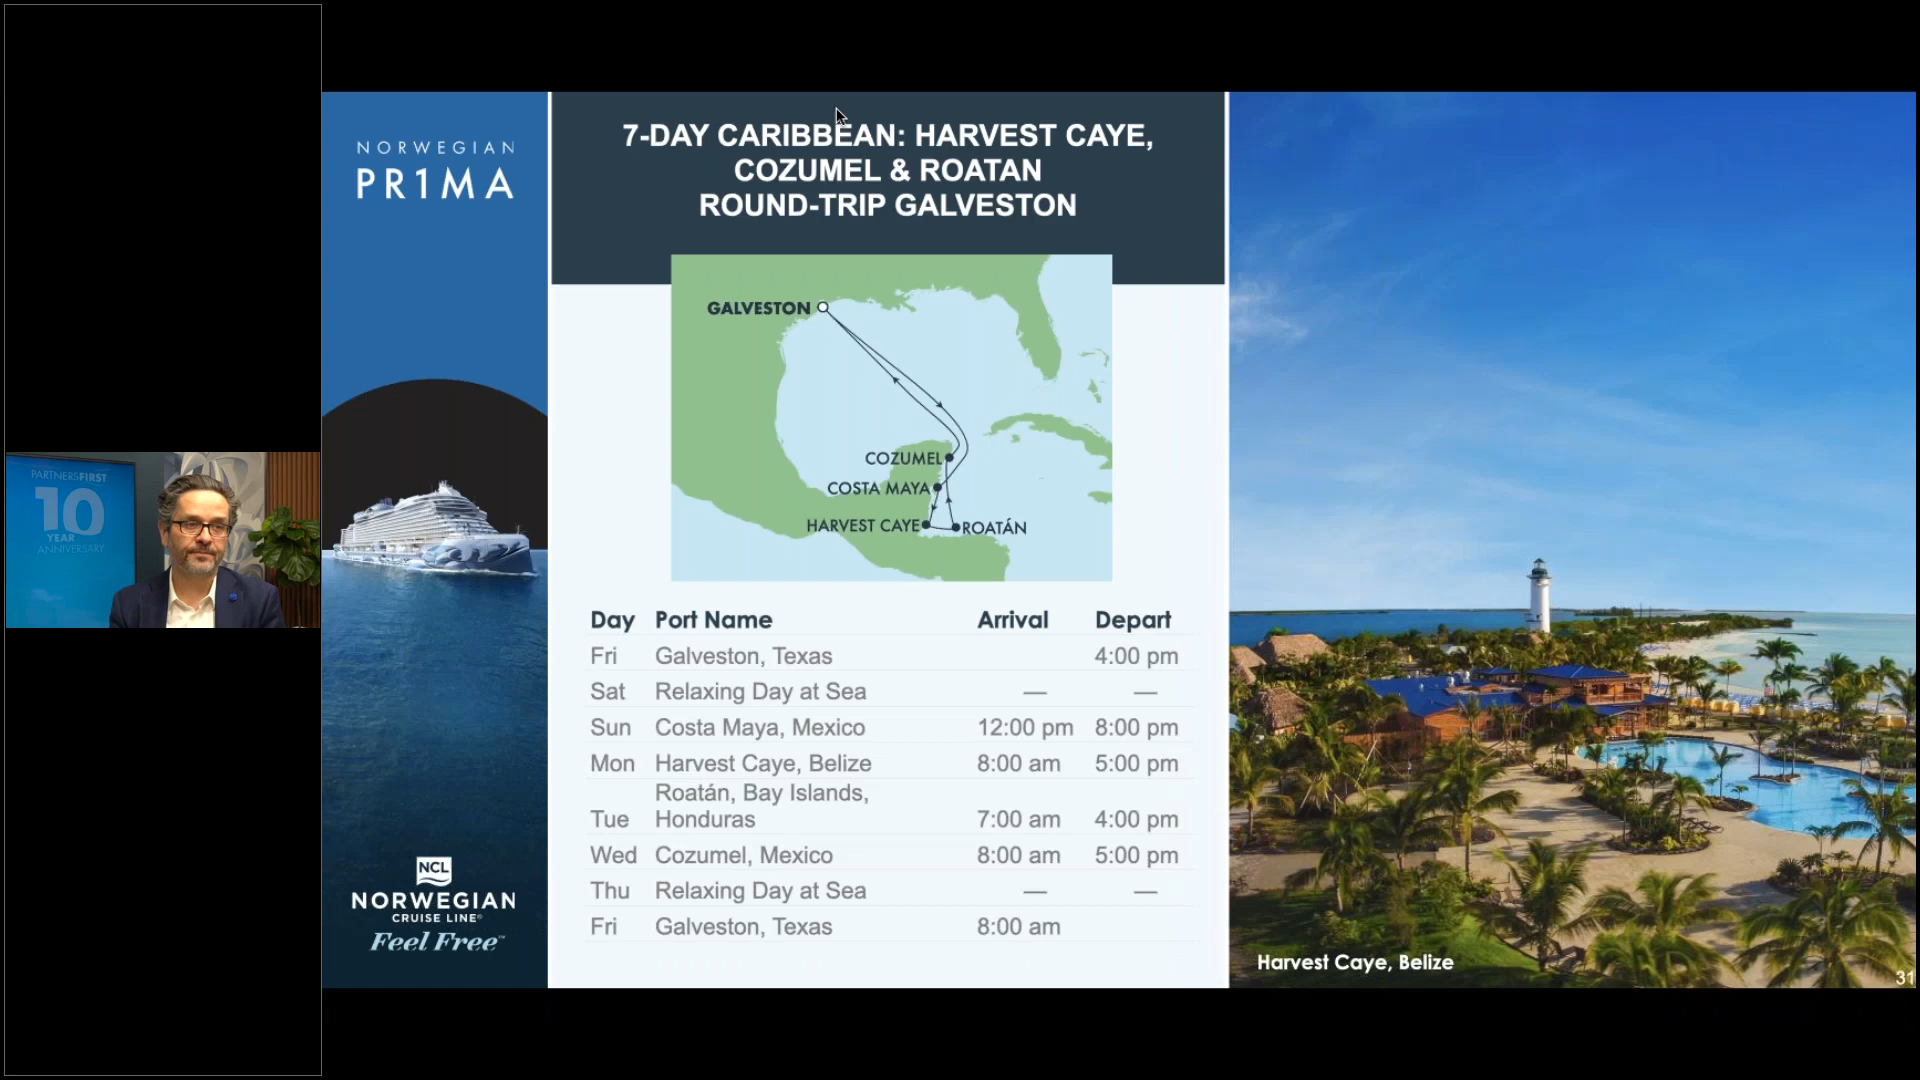 PARTNERSFIRST
10
YEAR
ANNIVERSARY
NORWEGIAN
PR1MA
NCL
NORWEGIAN
CRUISE LINE®
Feel Free™
7-DAY CARIBBEAN: HARVEST CAYE,
COZUMEL & ROATAN
ROUND-TRIP GALVESTON
GALVESTON
COZUMEL
COSTA MAYA
HARVEST CAYE
ROATÁN
Day Port Name Arrival Depart
Fri Galveston, Texas 4:00 pm
Sat Relaxing Day at Sea — —
Sun Costa Maya, Mexico 12:00 pm 8:00 pm
Mon Harvest Caye, Belize 8:00 am 5:00 pm
Roatán, Bay Islands,
Tue Honduras 7:00 am 4:00 pm
Wed Cozumel, Mexico 8:00 am 5:00 pm
Thu Relaxing Day at Sea — —
Fri Galveston, Texas 8:00 am
Harvest Caye, Belize
31